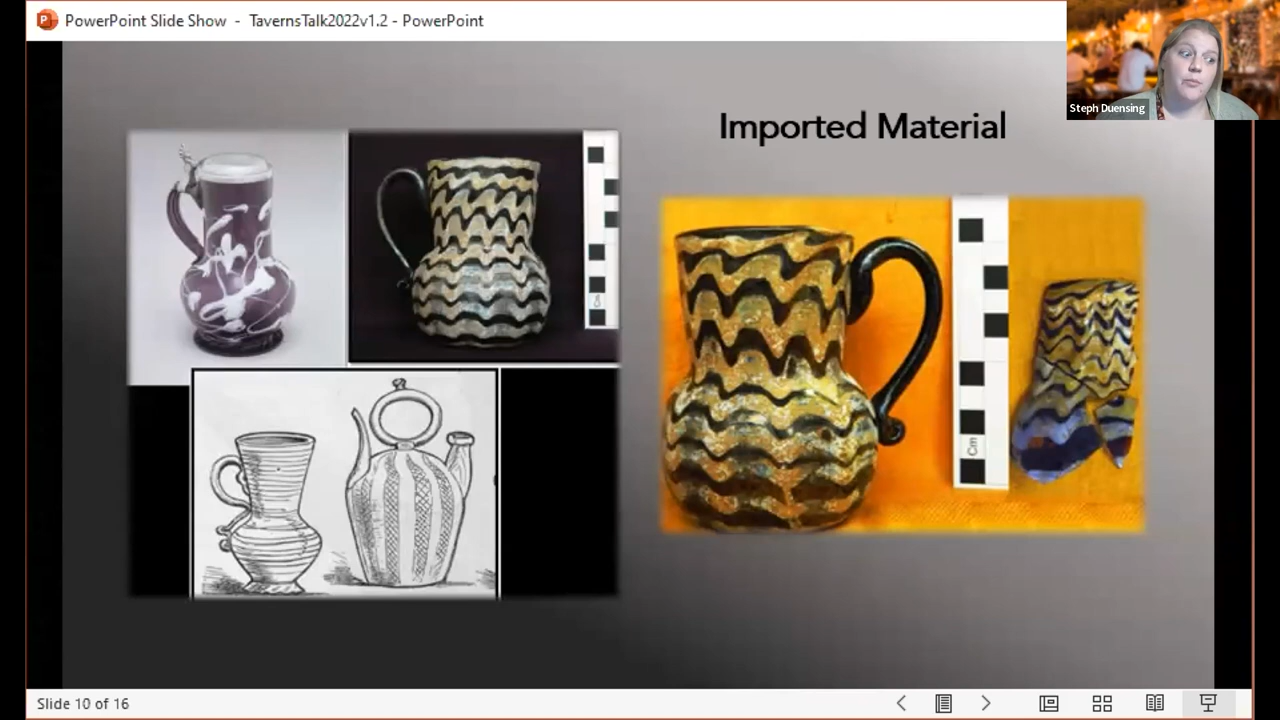 PowerPoint Slide Show - TavernsTalk2022v1.2 - PowerPoint
Steph Duensing
Imported Material
Cm
Slide 10 of 16